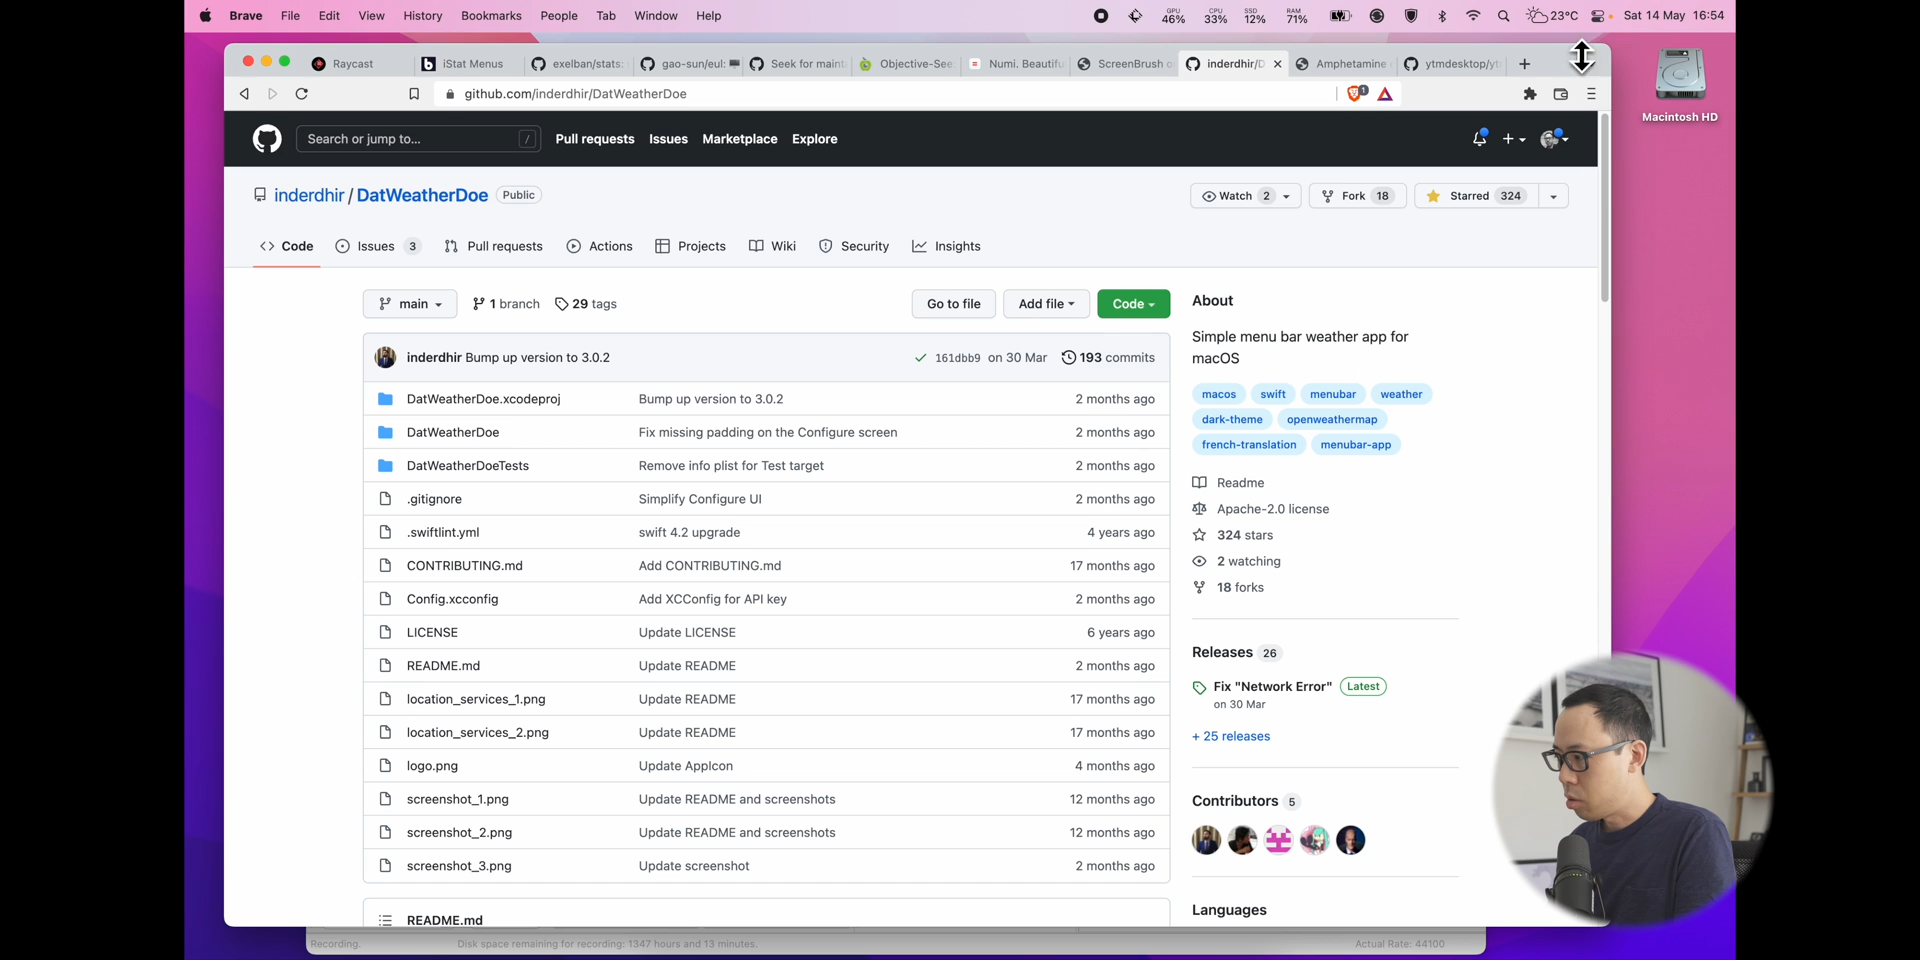 Brave File Edit View History Bookmarks People Tab Window Help GPU 46% CPU 33% SSD 12% RAM 71% 23°C Sat 14 May 16:54
Raycast iStat Menus exelban/stats: gao-sun/eul: Seek for maint Objective-See Numi. Beautifu ScreenBrush o inderdhir/D Amphetamine ytmdesktop/yt
github.com/inderdhir/DatWeatherDoe 1
Macintosh HD
Search or jump to... / Pull requests Issues Marketplace Explore
inderdhir / DatWeatherDoe Public Watch 2 Fork 18 Starred 324
Code Issues 3 Pull requests Actions Projects Wiki Security Insights
main 1 branch 29 tags Go to file Add file Code
inderdhir Bump up version to 3.0.2 161dbb9 on 30 Mar 193 commits
DatWeatherDoe.xcodeproj Bump up version to 3.0.2 2 months ago
DatWeatherDoe Fix missing padding on the Configure screen 2 months ago
DatWeatherDoeTests Remove info plist for Test target 2 months ago
.gitignore Simplify Configure UI 2 months ago
.swiftlint.yml swift 4.2 upgrade 4 years ago
CONTRIBUTING.md Add CONTRIBUTING.md 17 months ago
Config.xcconfig Add XCConfig for API key 2 months ago
LICENSE Update LICENSE 6 years ago
README.md Update README 2 months ago
location_services_1.png Update README 17 months ago
location_services_2.png Update README 17 months ago
logo.png Update AppIcon 4 months ago
screenshot_1.png Update README and screenshots 12 months ago
screenshot_2.png Update README and screenshots 12 months ago
screenshot_3.png Update screenshot 2 months ago
README.md
About
Simple menu bar weather app for
macOS
macos swift menubar weather
dark-theme openweathermap
french-translation menubar-app
Readme
Apache-2.0 license
324 stars
2 watching
18 forks
Releases 26
Fix "Network Error" Latest
on 30 Mar
+ 25 releases
Contributors 5
Languages
Recording. Disk space remaining for recording: 1347 hours and 13 minutes. Actual Rate: 44100